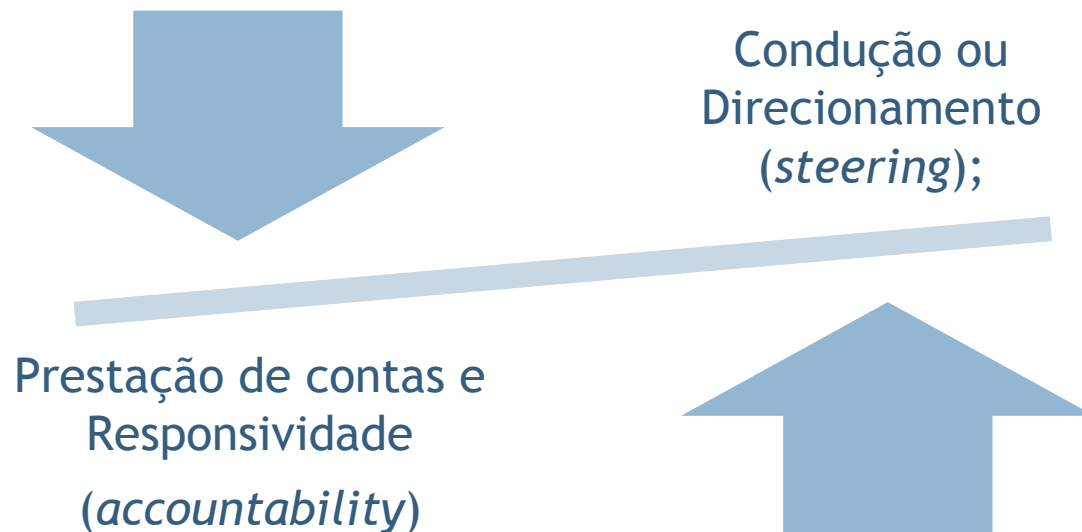 Condução ou
Direcionamento
(steering);
Prestação de contas e
Responsividade
(accountability)